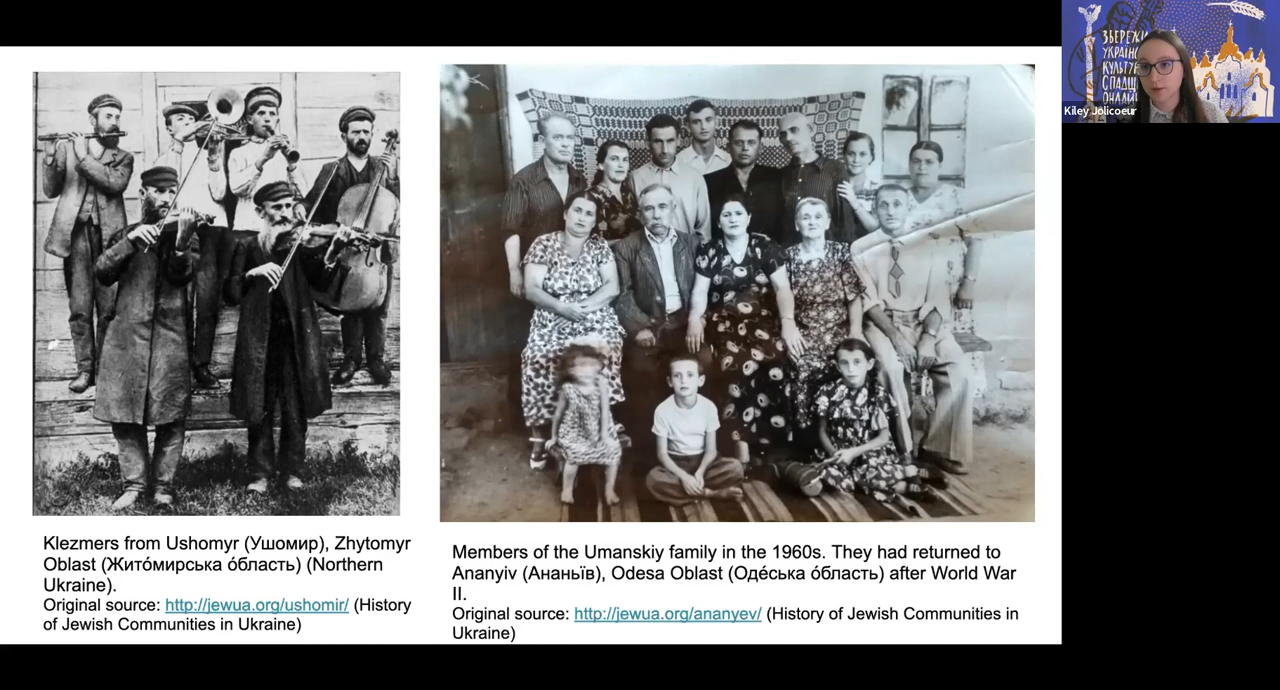 Klezmers from Ushomyr (Ушомир), Zhytomyr
Oblast (Жито́мирська о́бласть) (Northern
Ukraine).
Original source: http://jewua.org/ushomir/ (History
of Jewish Communities in Ukraine)
Members of the Umanskiy family in the 1960s. They had returned to
Ananyiv (Ананьїв), Odesa Oblast (Оде́ська о́бласть) after World War
II.
Original source: http://jewua.org/ananyev/ (History of Jewish Communities in
Ukraine)
Kiley Jolicoeur